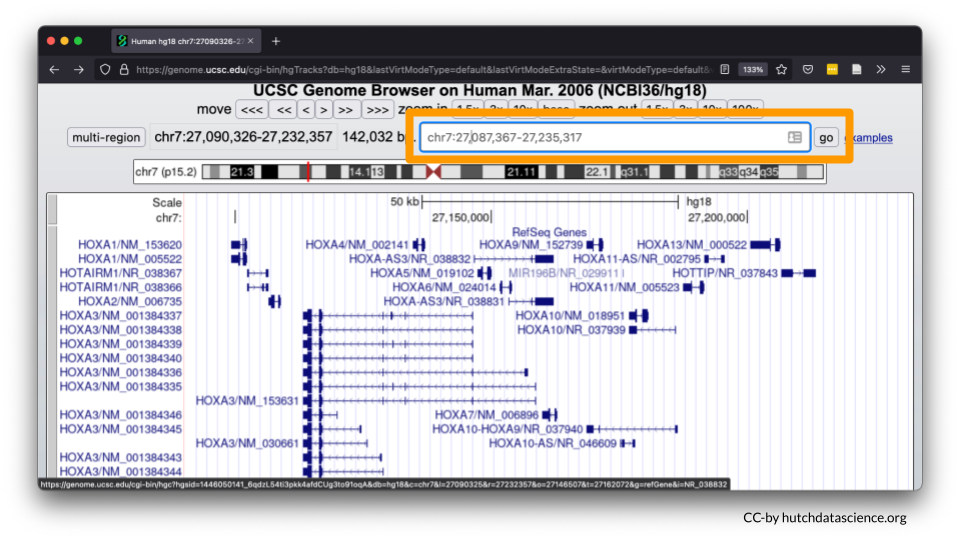 Human hg18 chr7:27090326-27
https://genome.ucsc.edu/cgi-bin/hgTracks?db=hg18&lastVirtModeType=default&lastVirtModeExtraState=&virtModeType=default&
133%
UCSC Genome Browser on Human Mar. 2006 (NCBI36/hg18)
move <<< << < > >> >>> zoom in 1.5x 3x 10x base zoom out 1.5x 3x 10x 100x
multi-region chr7:27,090,326-27,232,357 142,032 bp. chr7:27,087,367-27,235,317 go examples
chr7 (p15.2) 21.3 14.1 13 21.11 22.1 q31.1 q33 q34 q35
Scale 50 kb hg18
chr7: 27,150,000 27,200,000
RefSeq Genes
HOXA1/NM_153620 HOXA4/NM_002141 HOXA9/NM_152739 HOXA13/NM_000522
HOXA1/NM_005522 HOXA-AS3/NR_038832 HOXA11-AS/NR_002795
HOTAIRM1/NR_038367 HOXA5/NM_019102 MIR196B/NR_029911 HOTTIP/NR_037843
HOTAIRM1/NR_038366 HOXA6/NM_024014 HOXA11/NM_005523
HOXA2/NM_006735 HOXA-AS3/NR_038831
HOXA3/NM_001384337 HOXA10/NM_018951
HOXA3/NM_001384338 HOXA10/NR_037939
HOXA3/NM_001384339
HOXA3/NM_001384340
HOXA3/NM_001384336
HOXA3/NM_001384335
HOXA3/NM_153631
HOXA3/NM_001384346 HOXA7/NM_006896
HOXA3/NM_001384345 HOXA10-HOXA9/NR_037940
HOXA3/NM_030661 HOXA10-AS/NR_046609
HOXA3/NM_001384343
HOXA3/NM_001384344
https://genome.ucsc.edu/cgi-bin/hgc?hgsid=1446050141_6qdzL54tI3pkk4afdCUg3to91oqA&db=hg18&c=chr7&l=27090325&r=27232357&o=27146507&t=27162072&g=refGene&i=NR_038832
CC-by hutchdatascience.org